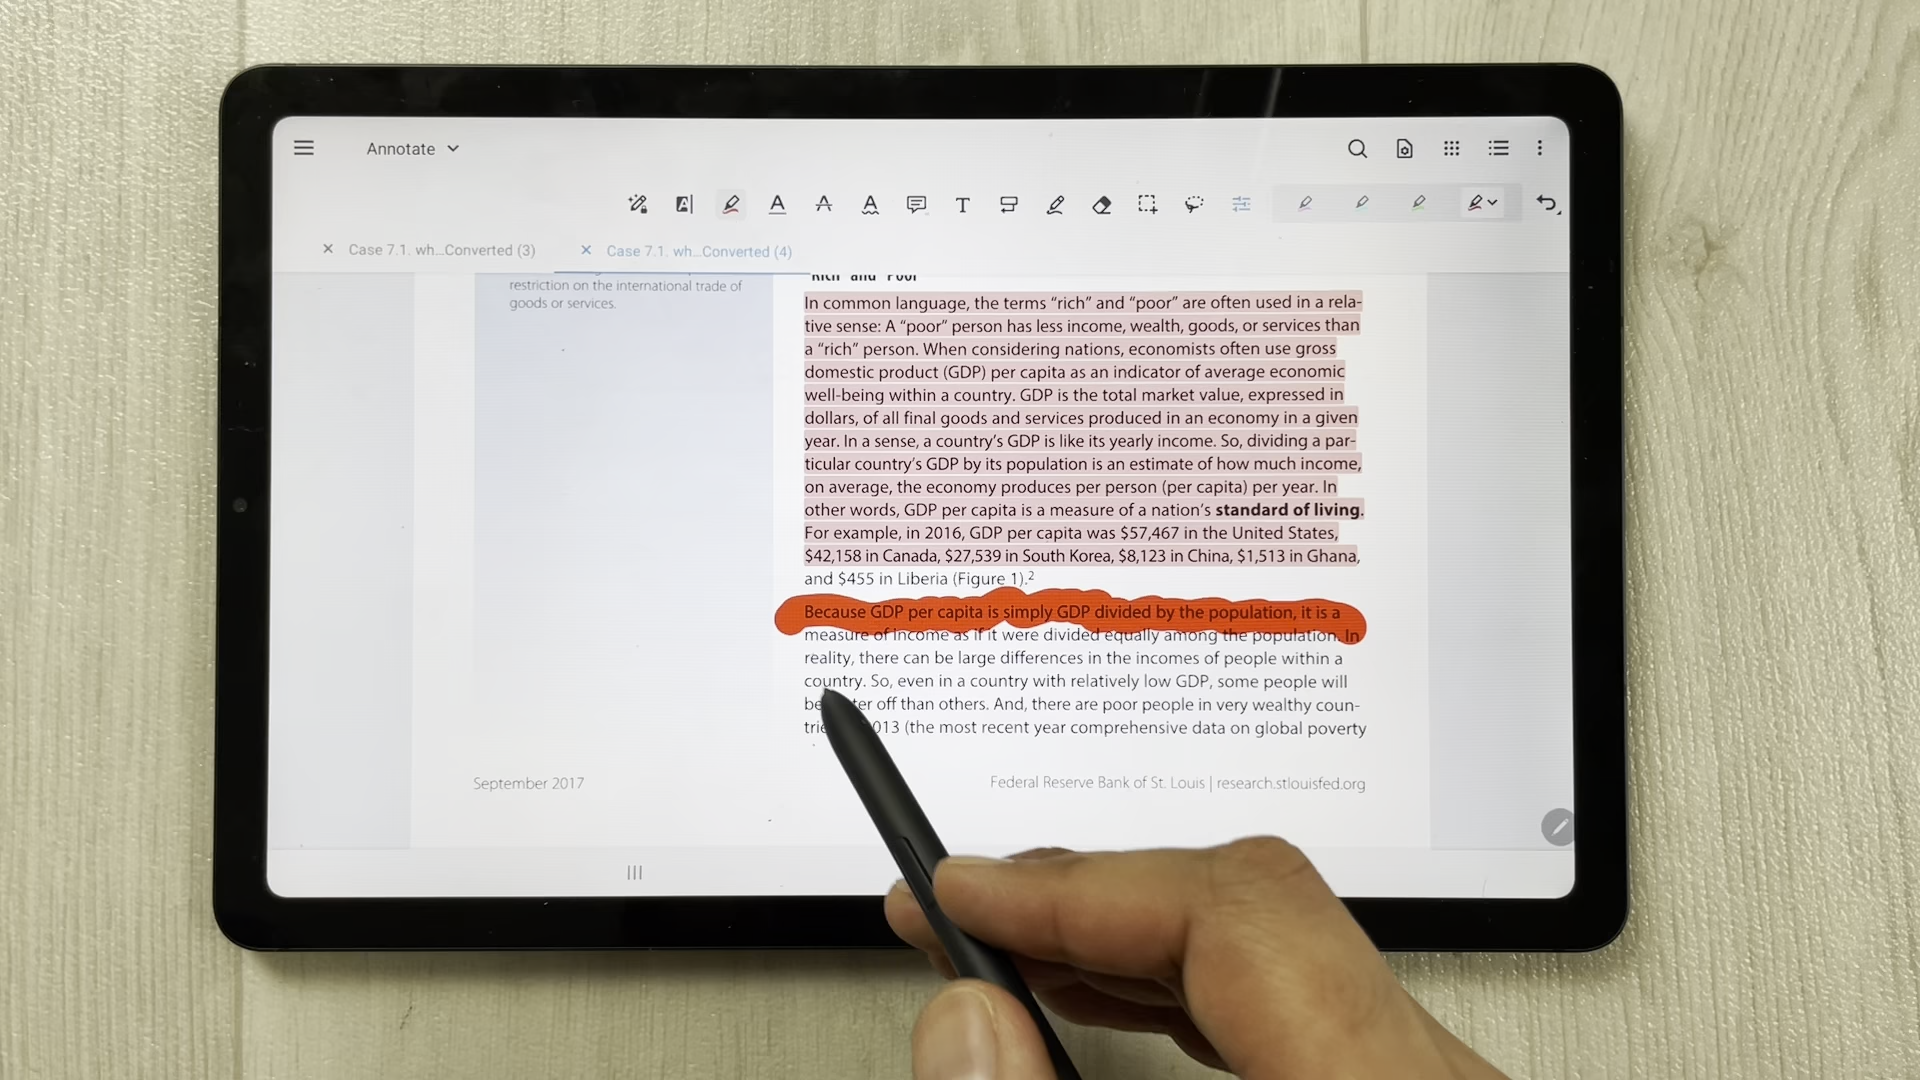 Annotate
Case 7.1. wh...Converted (3)
Case 7.1. wh...Converted (4)
restriction on the international trade of
goods or services.
Rich and Poor
In common language, the terms “rich” and “poor” are often used in a rela-
tive sense: A “poor” person has less income, wealth, goods, or services than
a “rich” person. When considering nations, economists often use gross
domestic product (GDP) per capita as an indicator of average economic
well-being within a country. GDP is the total market value, expressed in
dollars, of all final goods and services produced in an economy in a given
year. In a sense, a country’s GDP is like its yearly income. So, dividing a par-
ticular country’s GDP by its population is an estimate of how much income,
on average, the economy produces per person (per capita) per year. In
other words, GDP per capita is a measure of a nation’s standard of living.
For example, in 2016, GDP per capita was $57,467 in the United States,
$42,158 in Canada, $27,539 in South Korea, $8,123 in China, $1,513 in Ghana,
and $455 in Liberia (Figure 1).2
Because GDP per capita is simply GDP divided by the population, it is a
measure of income as if it were divided equally among the population. In
reality, there can be large differences in the incomes of people within a
country. So, even in a country with relatively low GDP, some people will
be off than others. And, there are poor people in very wealthy coun-
(the most recent year comprehensive data on global poverty
September 2017
Federal Reserve Bank of St. Louis | research.stlouisfed.org